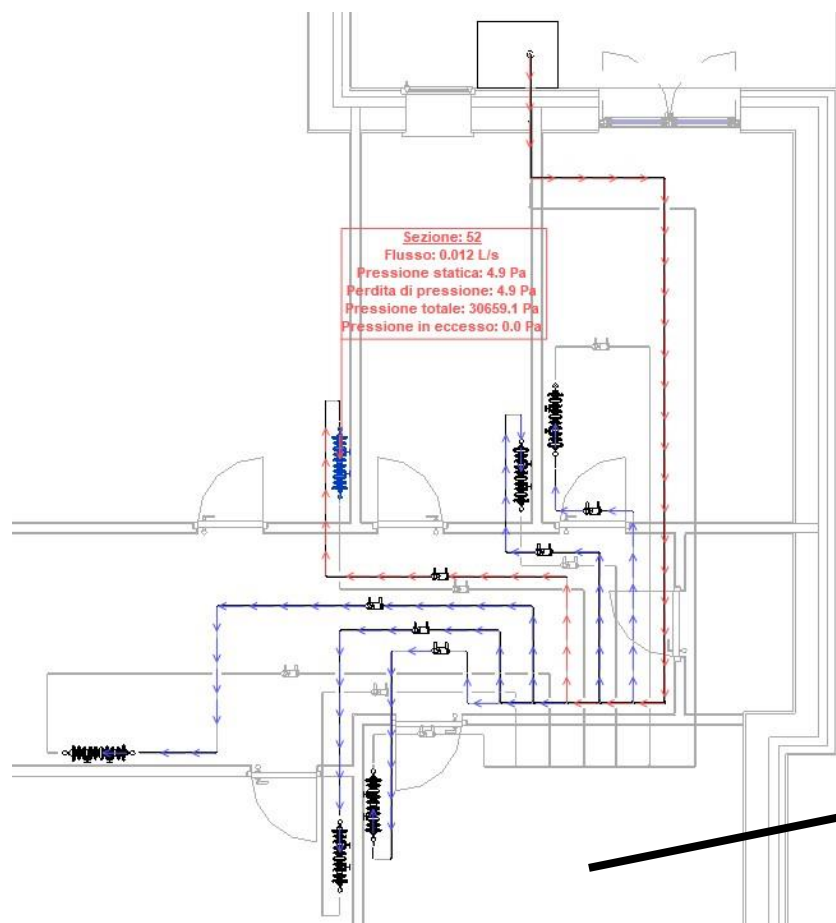 Sezione: 52
Flusso: 0.012 L/s
Pressione statica: 4.9 Pa
Perdita di pressione: 4.9 Pa
Pressione totale: 30659.1 Pa
Pressione in eccesso: 0.0 Pa